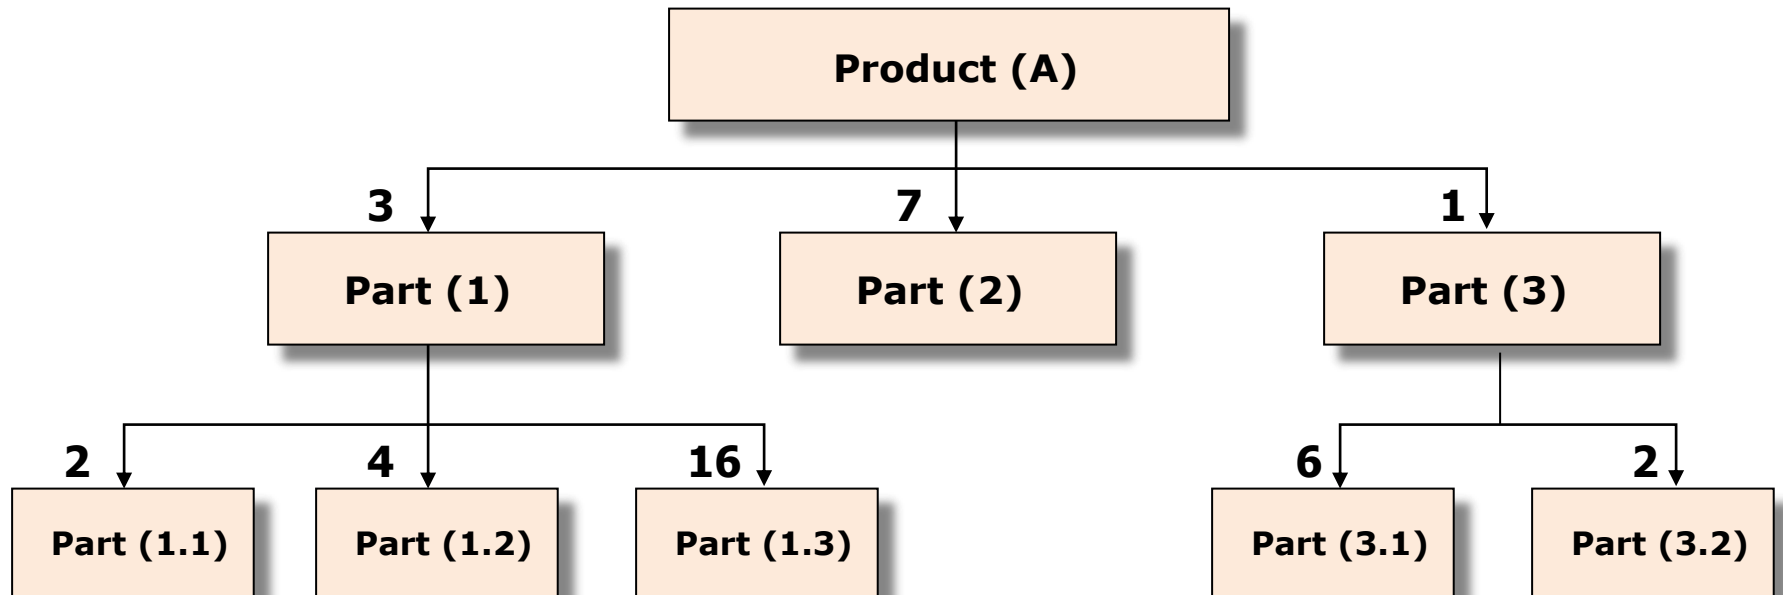 Product (A)
3
7
1
Part (1)
Part (2)
Part (3)
2
4
16
6
2
Part (1.1)
Part (1.2)
Part (1.3)
Part (3.1)
Part (3.2)